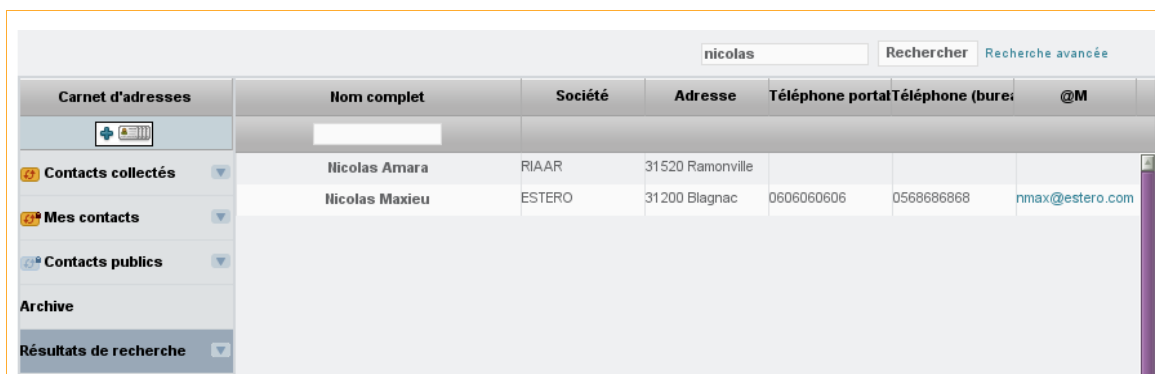 nicolas Rechercher Recherche avancée
Carnet d'adresses Nom complet Société Adresse Téléphone portal Téléphone (burea @M
Contacts collectés
Nicolas Amara RIAAR 31520 Ramonville
Mes contacts
Nicolas Maxieu ESTERO 31200 Blagnac 0606060606 0568686868 nmax@estero.com
Contacts publics
Archive
Résultats de recherche